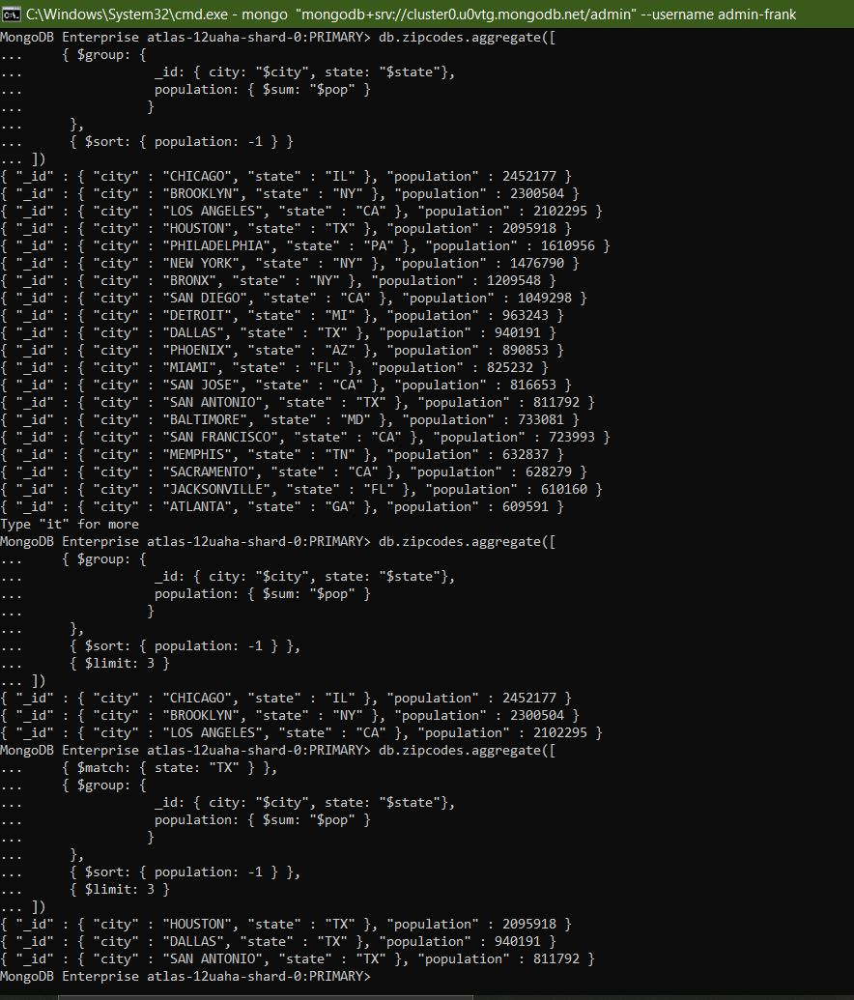 C:\Windows\System32\cmd.exe - mongo  "mongodb+srv://cluster0.u0vtg.mongodb.net/admin" --username admin-frank
MongoDB Enterprise atlas-12uaha-shard-0:PRIMARY> db.zipcodes.aggregate([
...     { $group: {
...                 _id: { city: "$city", state: "$state"},
...                 population: { $sum: "$pop" }
...                }
...      },
...      { $sort: { population: -1 } }
... ])
{ "_id" : { "city" : "CHICAGO", "state" : "IL" }, "population" : 2452177 }
{ "_id" : { "city" : "BROOKLYN", "state" : "NY" }, "population" : 2300504 }
{ "_id" : { "city" : "LOS ANGELES", "state" : "CA" }, "population" : 2102295 }
{ "_id" : { "city" : "HOUSTON", "state" : "TX" }, "population" : 2095918 }
{ "_id" : { "city" : "PHILADELPHIA", "state" : "PA" }, "population" : 1610956 }
{ "_id" : { "city" : "NEW YORK", "state" : "NY" }, "population" : 1476790 }
{ "_id" : { "city" : "BRONX", "state" : "NY" }, "population" : 1209548 }
{ "_id" : { "city" : "SAN DIEGO", "state" : "CA" }, "population" : 1049298 }
{ "_id" : { "city" : "DETROIT", "state" : "MI" }, "population" : 963243 }
{ "_id" : { "city" : "DALLAS", "state" : "TX" }, "population" : 940191 }
{ "_id" : { "city" : "PHOENIX", "state" : "AZ" }, "population" : 890853 }
{ "_id" : { "city" : "MIAMI", "state" : "FL" }, "population" : 825232 }
{ "_id" : { "city" : "SAN JOSE", "state" : "CA" }, "population" : 816653 }
{ "_id" : { "city" : "SAN ANTONIO", "state" : "TX" }, "population" : 811792 }
{ "_id" : { "city" : "BALTIMORE", "state" : "MD" }, "population" : 733081 }
{ "_id" : { "city" : "SAN FRANCISCO", "state" : "CA" }, "population" : 723993 }
{ "_id" : { "city" : "MEMPHIS", "state" : "TN" }, "population" : 632837 }
{ "_id" : { "city" : "SACRAMENTO", "state" : "CA" }, "population" : 628279 }
{ "_id" : { "city" : "JACKSONVILLE", "state" : "FL" }, "population" : 610160 }
{ "_id" : { "city" : "ATLANTA", "state" : "GA" }, "population" : 609591 }
Type "it" for more
MongoDB Enterprise atlas-12uaha-shard-0:PRIMARY> db.zipcodes.aggregate([
...     { $group: {
...                 _id: { city: "$city", state: "$state"},
...                 population: { $sum: "$pop" }
...                }
...      },
...      { $sort: { population: -1 } },
...      { $limit: 3 }
... ])
{ "_id" : { "city" : "CHICAGO", "state" : "IL" }, "population" : 2452177 }
{ "_id" : { "city" : "BROOKLYN", "state" : "NY" }, "population" : 2300504 }
{ "_id" : { "city" : "LOS ANGELES", "state" : "CA" }, "population" : 2102295 }
MongoDB Enterprise atlas-12uaha-shard-0:PRIMARY> db.zipcodes.aggregate([
...     { $match: { state: "TX" } },
...     { $group: {
...                 _id: { city: "$city", state: "$state"},
...                 population: { $sum: "$pop" }
...                }
...      },
...      { $sort: { population: -1 } },
...      { $limit: 3 }
... ])
{ "_id" : { "city" : "HOUSTON", "state" : "TX" }, "population" : 2095918 }
{ "_id" : { "city" : "DALLAS", "state" : "TX" }, "population" : 940191 }
{ "_id" : { "city" : "SAN ANTONIO", "state" : "TX" }, "population" : 811792 }
MongoDB Enterprise atlas-12uaha-shard-0:PRIMARY>